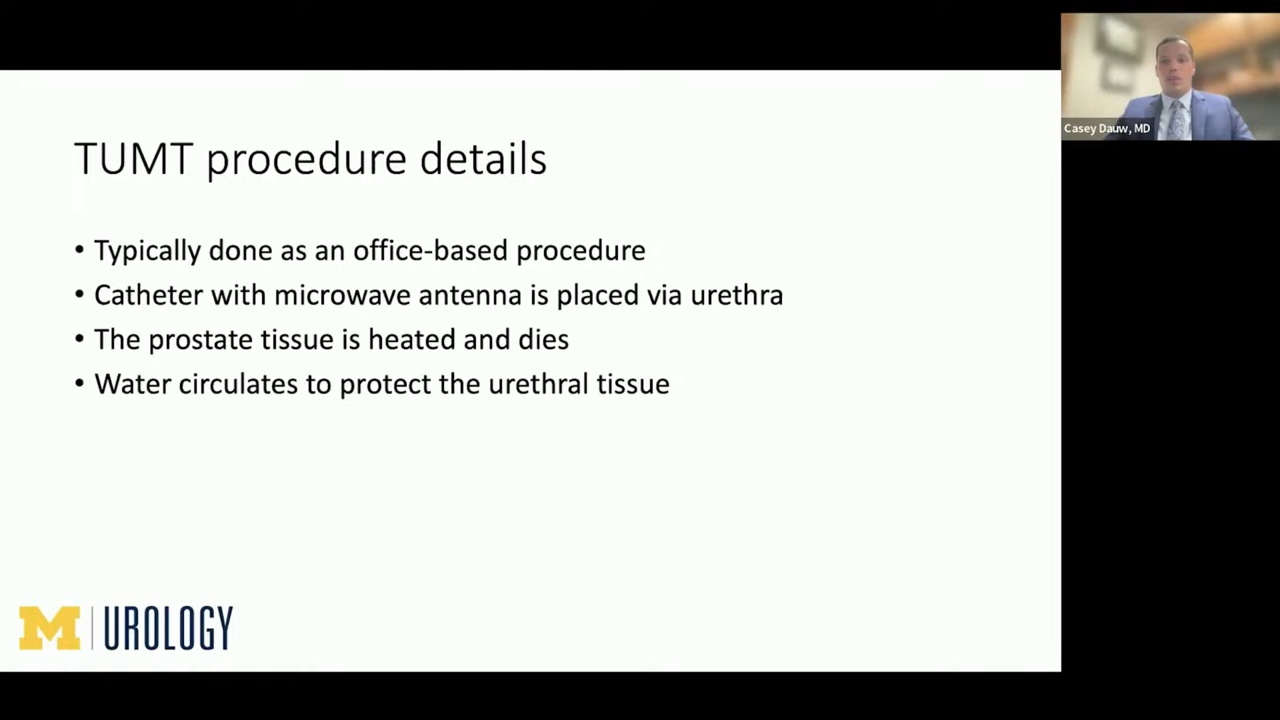 Casey Dauw, MD
TUMT procedure details
• Typically done as an office-based procedure
• Catheter with microwave antenna is placed via urethra
• The prostate tissue is heated and dies
• Water circulates to protect the urethral tissue
M | UROLOGY